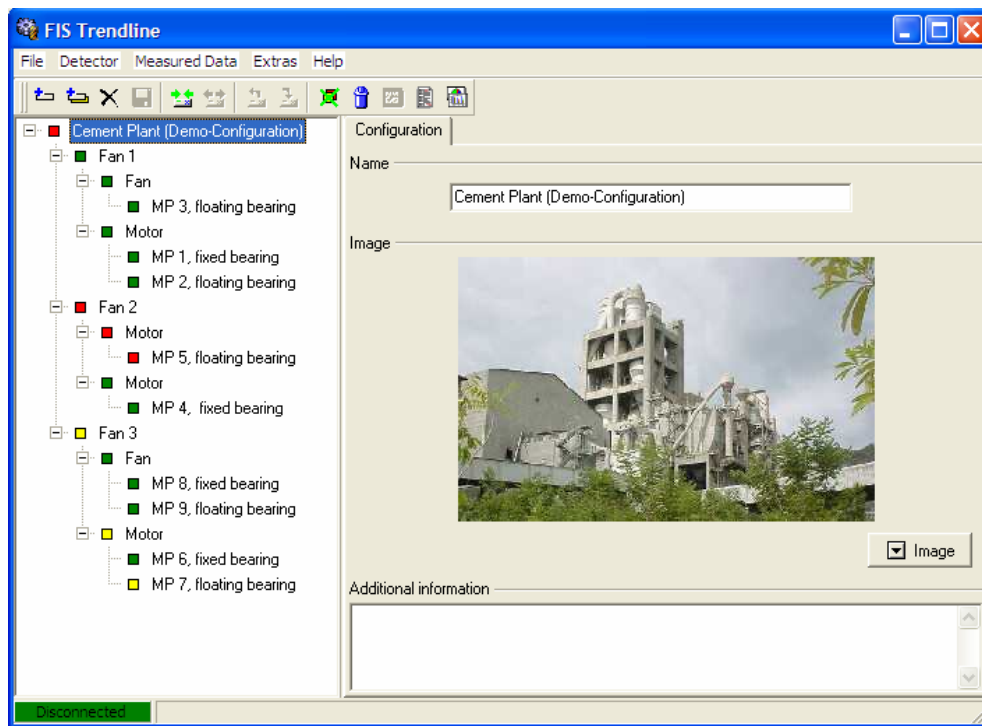 FIS Trendline
File Detector Measured Data Extras Help
Cement Plant (Demo-Configuration)
Fan 1
Fan
MP 3, floating bearing
Motor
MP 1, fixed bearing
MP 2, floating bearing
Fan 2
Motor
MP 5, floating bearing
Motor
MP 4,  fixed bearing
Fan 3
Fan
MP 8, fixed bearing
MP 9, floating bearing
Motor
MP 6, fixed bearing
MP 7, floating bearing
Configuration
Name
Cement Plant (Demo-Configuration)
Image
Image
Additional information
Disconnected